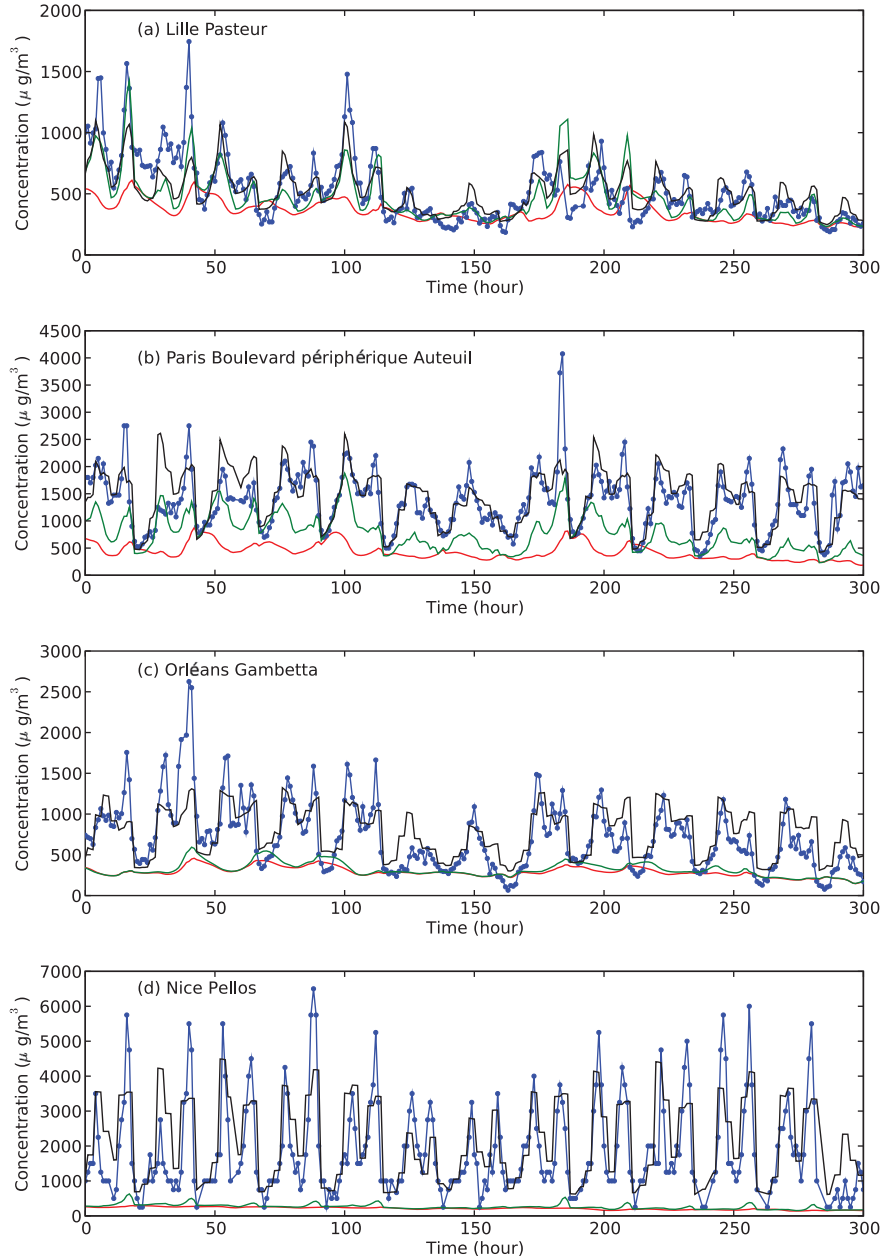 2000
(a) Lille Pasteur
1500
1000
500
0
Concentration (μ g/m³ )
0 50 100 150 200 250 300
Time (hour)
4500
4000
(b) Paris Boulevard périphérique Auteuil
3500
3000
2500
2000
1500
1000
500
0
Concentration (μ g/m³ )
0 50 100 150 200 250 300
Time (hour)
3000
(c) Orléans Gambetta
2500
2000
1500
1000
500
0
Concentration (μ g/m³ )
0 50 100 150 200 250 300
Time (hour)
7000
(d) Nice Pellos
6000
5000
4000
3000
2000
1000
0
Concentration (μ g/m³ )
0 50 100 150 200 250 300
Time (hour)